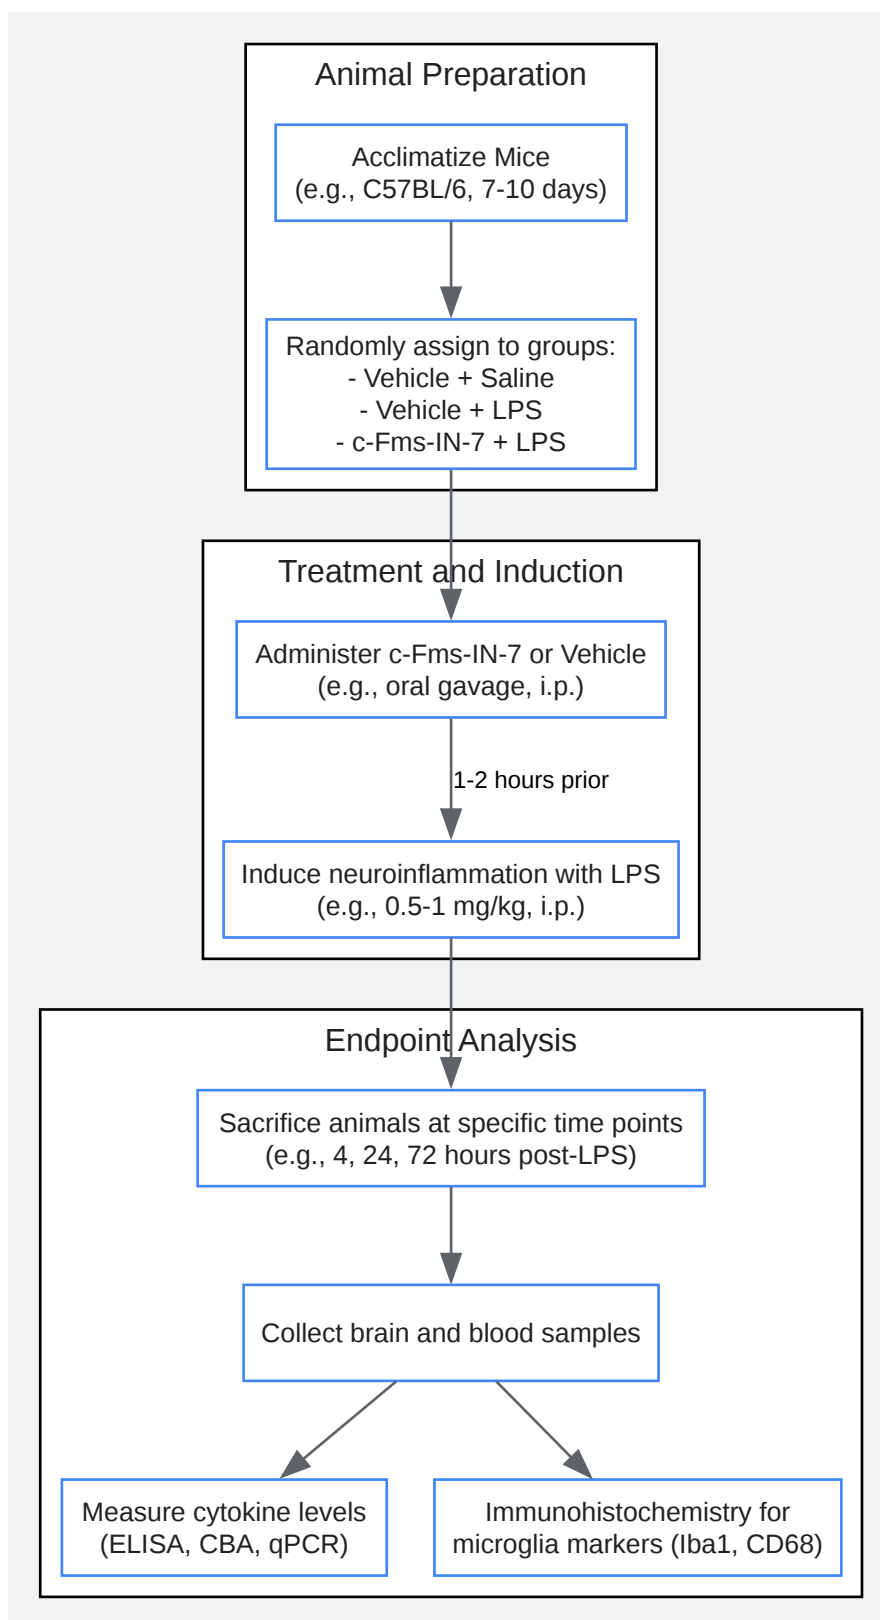 Animal Preparation
Acclimatize Mice
(e.g., C57BL/6, 7-10 days)
Randomly assign to groups:
- Vehicle + Saline
- Vehicle + LPS
- c-Fms-IN-7 + LPS
Treatment and Induction
Administer c-Fms-IN-7 or Vehicle
(e.g., oral gavage, i.p.)
1-2 hours prior
Induce neuroinflammation with LPS
(e.g., 0.5-1 mg/kg, i.p.)
Endpoint Analysis
Sacrifice animals at specific time points
(e.g., 4, 24, 72 hours post-LPS)
Collect brain and blood samples
Measure cytokine levels
(ELISA, CBA, qPCR)
Immunohistochemistry for
microglia markers (Iba1, CD68)